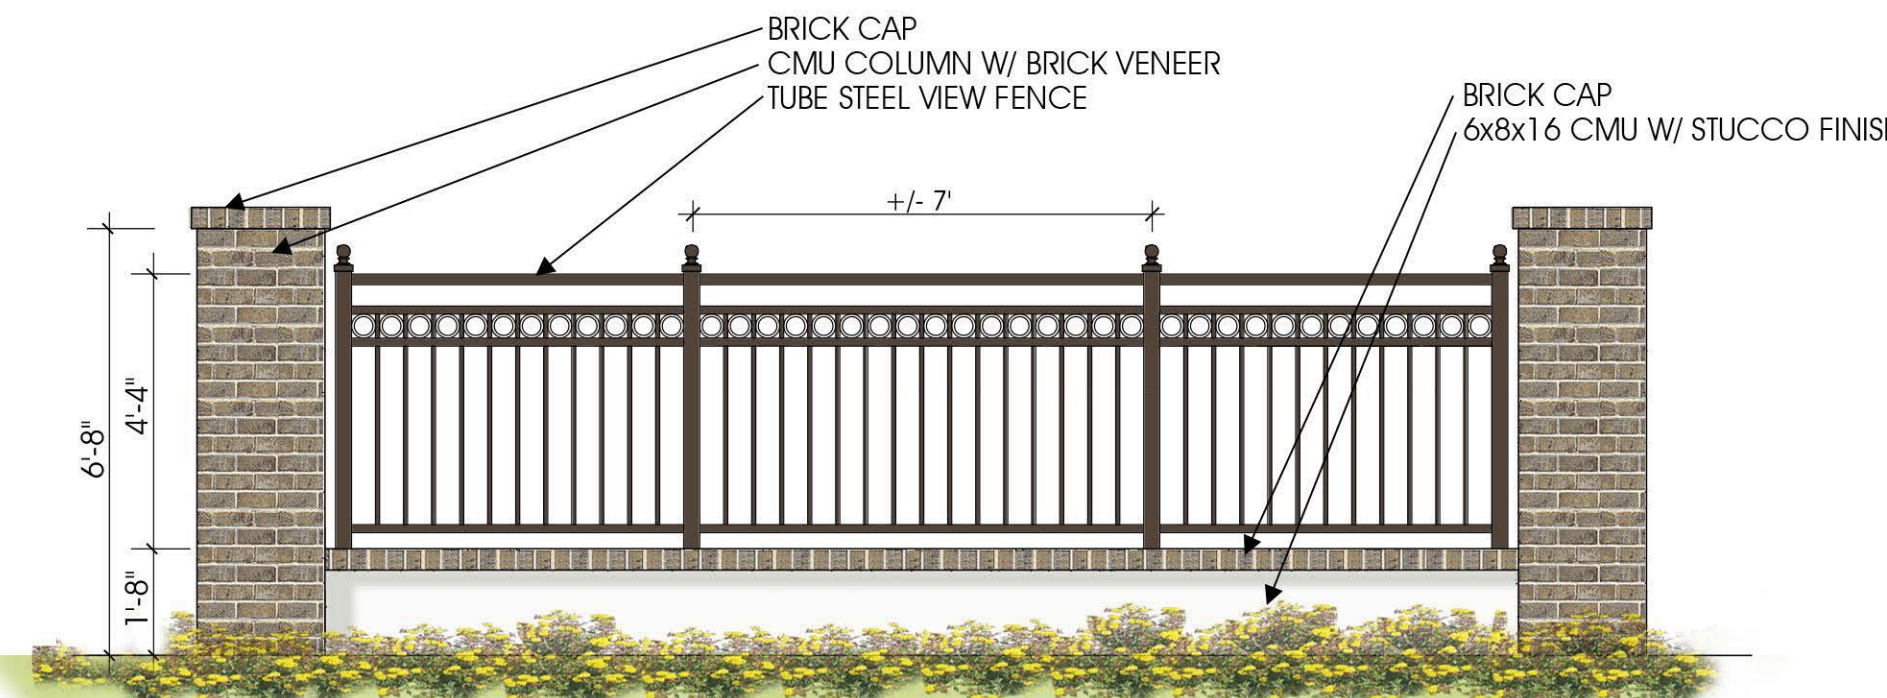 BRICK CAP
CMU COLUMN W/ BRICK VENEER
TUBE STEEL VIEW FENCE
BRICK CAP
6x8x16 CMU W/ STUCCO FINIS
+/- 7'
6'-8"
4'-4"
1'-8"